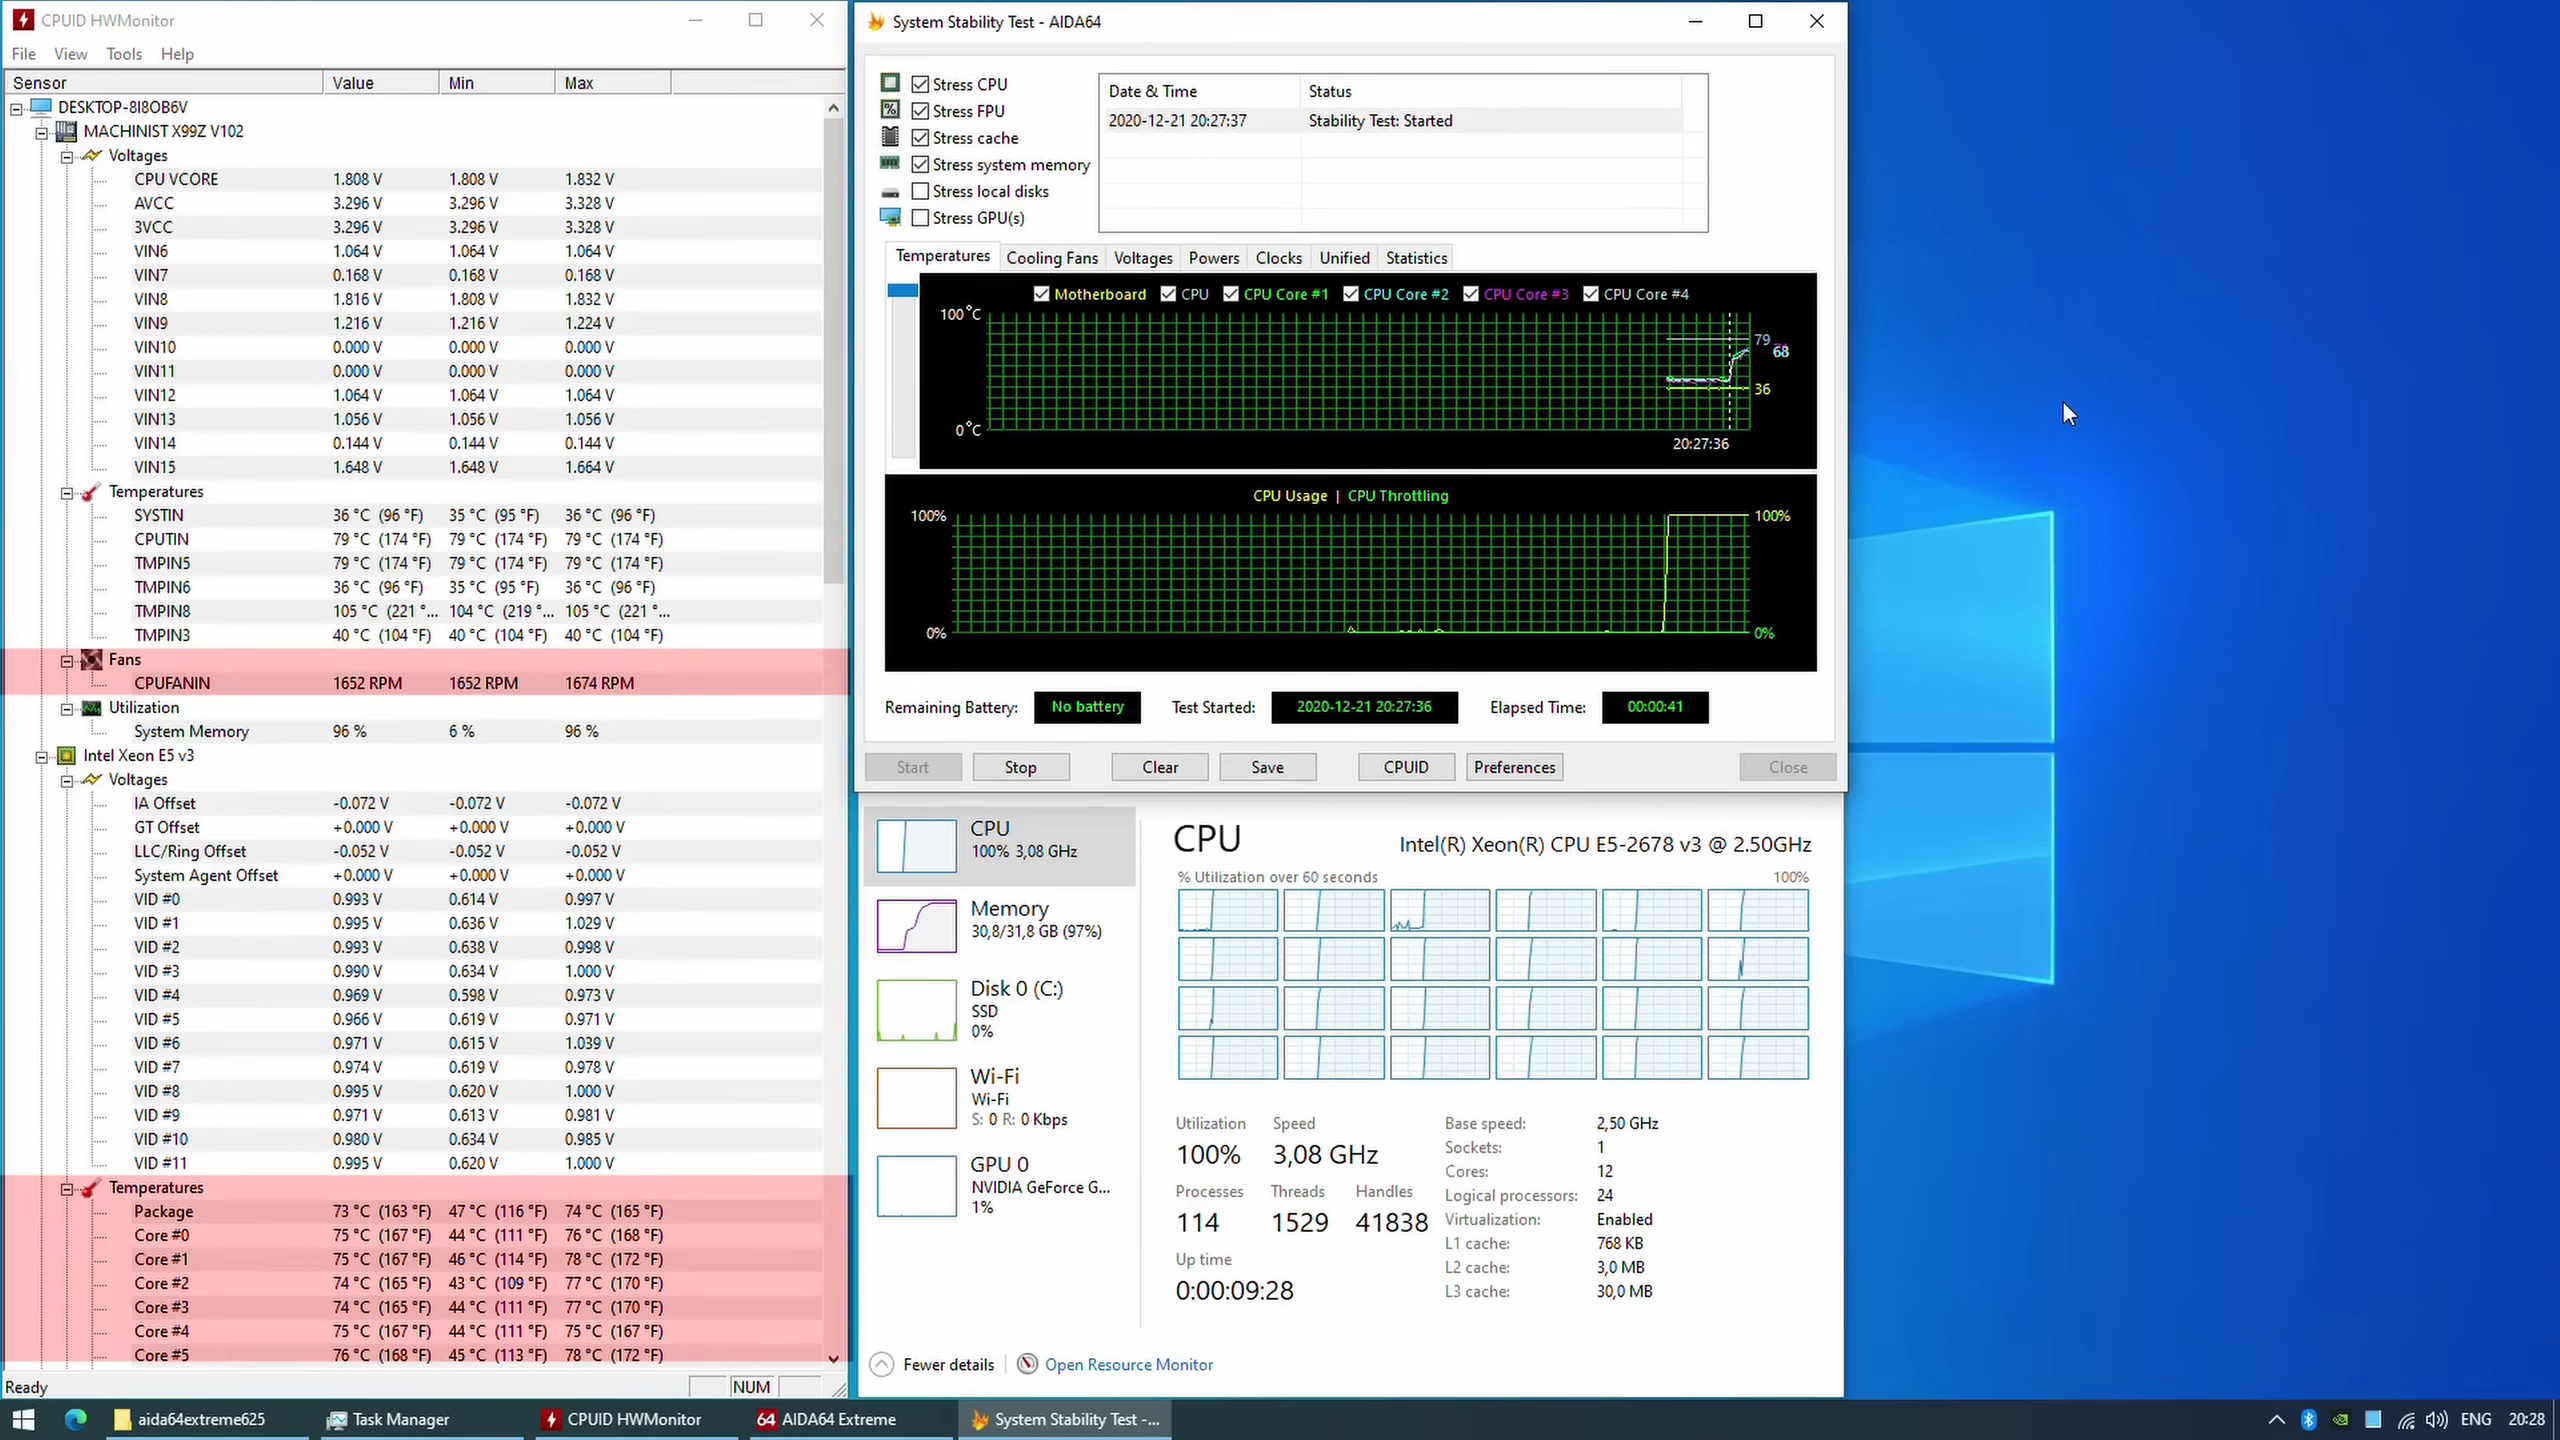 CPUID HWMonitor
File View Tools Help
Sensor Value Min Max
DESKTOP-8I8OB6V
MACHINIST X99Z V102
Voltages
CPU VCORE 1.808 V 1.808 V 1.832 V
AVCC 3.296 V 3.296 V 3.328 V
3VCC 3.296 V 3.296 V 3.328 V
VIN6 1.064 V 1.064 V 1.064 V
VIN7 0.168 V 0.168 V 0.168 V
VIN8 1.816 V 1.808 V 1.832 V
VIN9 1.216 V 1.216 V 1.224 V
VIN10 0.000 V 0.000 V 0.000 V
VIN11 0.000 V 0.000 V 0.000 V
VIN12 1.064 V 1.064 V 1.064 V
VIN13 1.056 V 1.056 V 1.056 V
VIN14 0.144 V 0.144 V 0.144 V
VIN15 1.648 V 1.648 V 1.664 V
Temperatures
SYSTIN 36 °C (96 °F) 35 °C (95 °F) 36 °C (96 °F)
CPUTIN 79 °C (174 °F) 79 °C (174 °F) 79 °C (174 °F)
TMPIN5 79 °C (174 °F) 79 °C (174 °F) 79 °C (174 °F)
TMPIN6 36 °C (96 °F) 35 °C (95 °F) 36 °C (96 °F)
TMPIN8 105 °C (221 °... 104 °C (219 °... 105 °C (221 °...
TMPIN3 40 °C (104 °F) 40 °C (104 °F) 40 °C (104 °F)
Fans
CPUFANIN 1652 RPM 1652 RPM 1674 RPM
Utilization
System Memory 96 % 6 % 96 %
Intel Xeon E5 v3
Voltages
IA Offset -0.072 V -0.072 V -0.072 V
GT Offset +0.000 V +0.000 V +0.000 V
LLC/Ring Offset -0.052 V -0.052 V -0.052 V
System Agent Offset +0.000 V +0.000 V +0.000 V
VID #0 0.993 V 0.614 V 0.997 V
VID #1 0.995 V 0.636 V 1.029 V
VID #2 0.993 V 0.638 V 0.998 V
VID #3 0.990 V 0.634 V 1.000 V
VID #4 0.969 V 0.598 V 0.973 V
VID #5 0.966 V 0.619 V 0.971 V
VID #6 0.971 V 0.615 V 1.039 V
VID #7 0.974 V 0.619 V 0.978 V
VID #8 0.995 V 0.620 V 1.000 V
VID #9 0.971 V 0.613 V 0.981 V
VID #10 0.980 V 0.634 V 0.985 V
VID #11 0.995 V 0.620 V 1.000 V
Temperatures
Package 73 °C (163 °F) 47 °C (116 °F) 74 °C (165 °F)
Core #0 75 °C (167 °F) 44 °C (111 °F) 76 °C (168 °F)
Core #1 75 °C (167 °F) 46 °C (114 °F) 78 °C (172 °F)
Core #2 74 °C (165 °F) 43 °C (109 °F) 77 °C (170 °F)
Core #3 74 °C (165 °F) 44 °C (111 °F) 77 °C (170 °F)
Core #4 75 °C (167 °F) 44 °C (111 °F) 75 °C (167 °F)
Core #5 76 °C (168 °F) 45 °C (113 °F) 78 °C (172 °F)
Ready NUM
System Stability Test - AIDA64
Stress CPU
Stress FPU
Stress cache
Stress system memory
Stress local disks
Stress GPU(s)
Date & Time Status
2020-12-21 20:27:37 Stability Test: Started
Temperatures Cooling Fans Voltages Powers Clocks Unified Statistics
Motherboard CPU CPU Core #1 CPU Core #2 CPU Core #3 CPU Core #4
100°C
79
68
36
0°C
20:27:36
CPU Usage | CPU Throttling
100% 100%
0% 0%
Remaining Battery: No battery Test Started: 2020-12-21 20:27:36 Elapsed Time: 00:00:41
Start Stop Clear Save CPUID Preferences Close
CPU
100% 3,08 GHz
Memory
30,8/31,8 GB (97%)
Disk 0 (C:)
SSD
0%
Wi-Fi
Wi-Fi
S: 0 R: 0 Kbps
GPU 0
NVIDIA GeForce G...
1%
CPU Intel(R) Xeon(R) CPU E5-2678 v3 @ 2.50GHz
% Utilization over 60 seconds 100%
Utilization Speed
100% 3,08 GHz
Processes Threads Handles
114 1529 41838
Up time
0:00:09:28
Base speed: 2,50 GHz
Sockets: 1
Cores: 12
Logical processors: 24
Virtualization: Enabled
L1 cache: 768 KB
L2 cache: 3,0 MB
L3 cache: 30,0 MB
Fewer details Open Resource Monitor
aida64extreme625 Task Manager CPUID HWMonitor 64 AIDA64 Extreme System Stability Test -... ENG 20:28